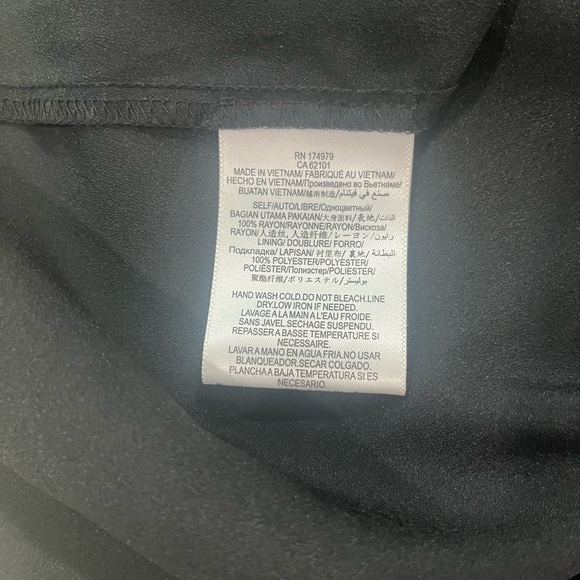 RN 174979
CA 62101
MADE IN VIETNAM/ FABRIQUÉ AU VIETNAM/
HECHO EN VIETNAM/Произведено во Вьетнаме/
BUATAN VIETNAM/越南制造/ صنع في فيتنام/
SELF/AUTO/LIBRE/Одноцветный/
BAGIAN UTAMA PAKAIAN/大身面料/表地/الذات/
100% RAYON/RAYONNE/RAYON/Вискоза/
RAYON/人造丝, 人造纤维/レーヨン/رايون/
LINING/ DOUBLURE/ FORRO/
Подкладка/ LAPISAN/ 衬里布/ 裏地/ البطانة/
100% POLYESTER/POLYESTER/
POLIÉSTER/Полиэстер/POLIESTER/
聚酯纤维/ポリエステル/بوليستر/
HAND WASH COLD.DO NOT BLEACH.LINE
DRY.LOW IRON IF NEEDED.
LAVAGE A LA MAIN A L'EAU FROIDE.
SANS JAVEL.SECHAGE SUSPENDU.
REPASSER A BASSE TEMPERATURE SI
NECESSAIRE.
LAVAR A MANO EN AGUA FRIA.NO USAR
BLANQUEADOR.SECAR COLGADO.
PLANCHA A BAJA TEMPERATURA SI ES
NECESARIO.